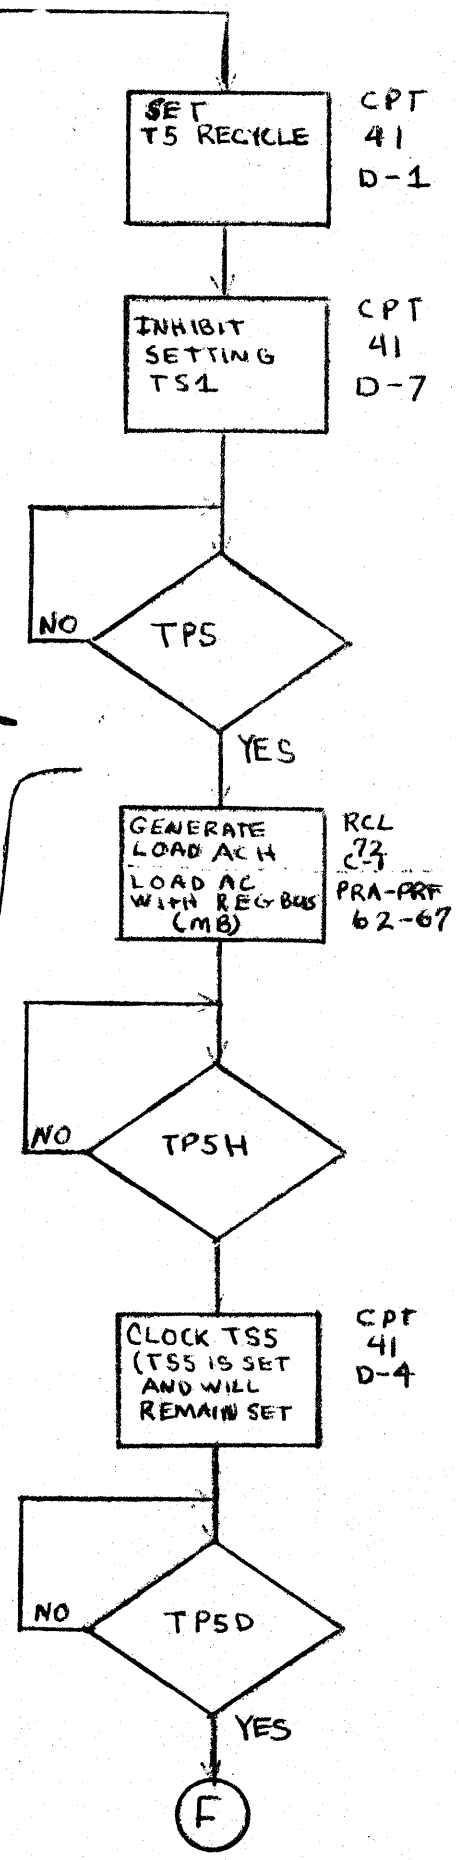 SET
T5 RECYCLE
CPT
41
D-1
INHIBIT
SETTING
TS1
CPT
41
D-7
TP5
NO
YES
GENERATE
LOAD ACH
LOAD AC
WITH REG BUS
(MB)
RCL
72
C-1
PRA-PRF
62-67
TP5H
NO
CLOCK TS5
(TS5 IS SET
AND WILL
REMAIN SET
CPT
41
D-4
TP5D
NO
YES
F